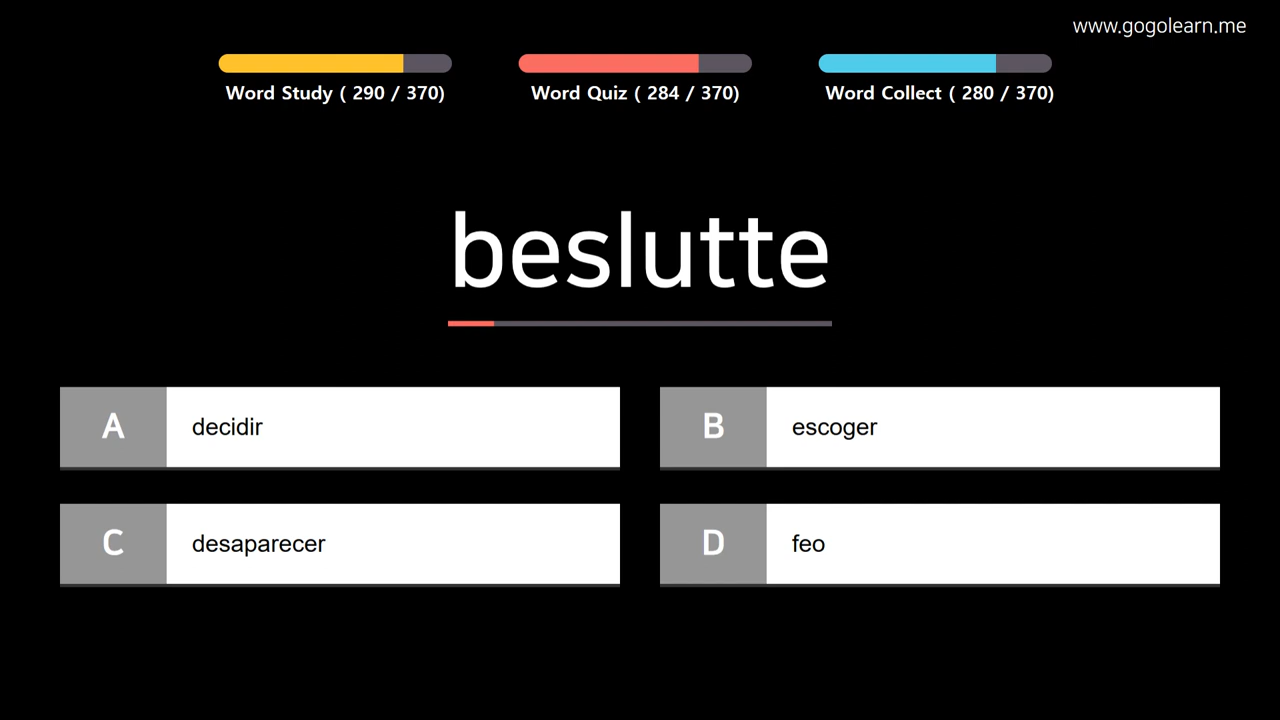 www.gogolearn.me
Word Study ( 290 / 370)
Word Quiz ( 284 / 370)
Word Collect ( 280 / 370)
beslutte
A decidir
B escoger
C desaparecer
D feo